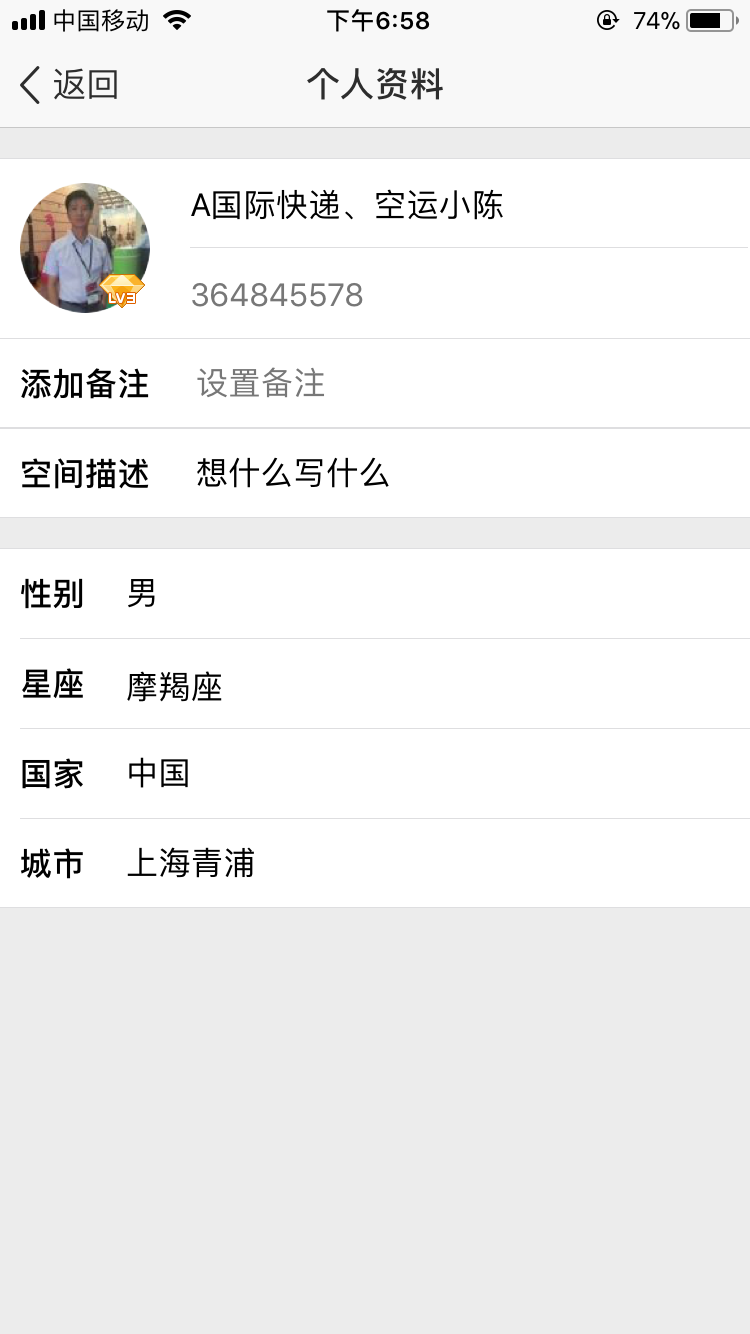 中国移动 下午6:58 74%
返回 个人资料
A国际快递、空运小陈
LV3
364845578
添加备注 设置备注
空间描述 想什么写什么
性别 男
星座 摩羯座
国家 中国
城市 上海青浦